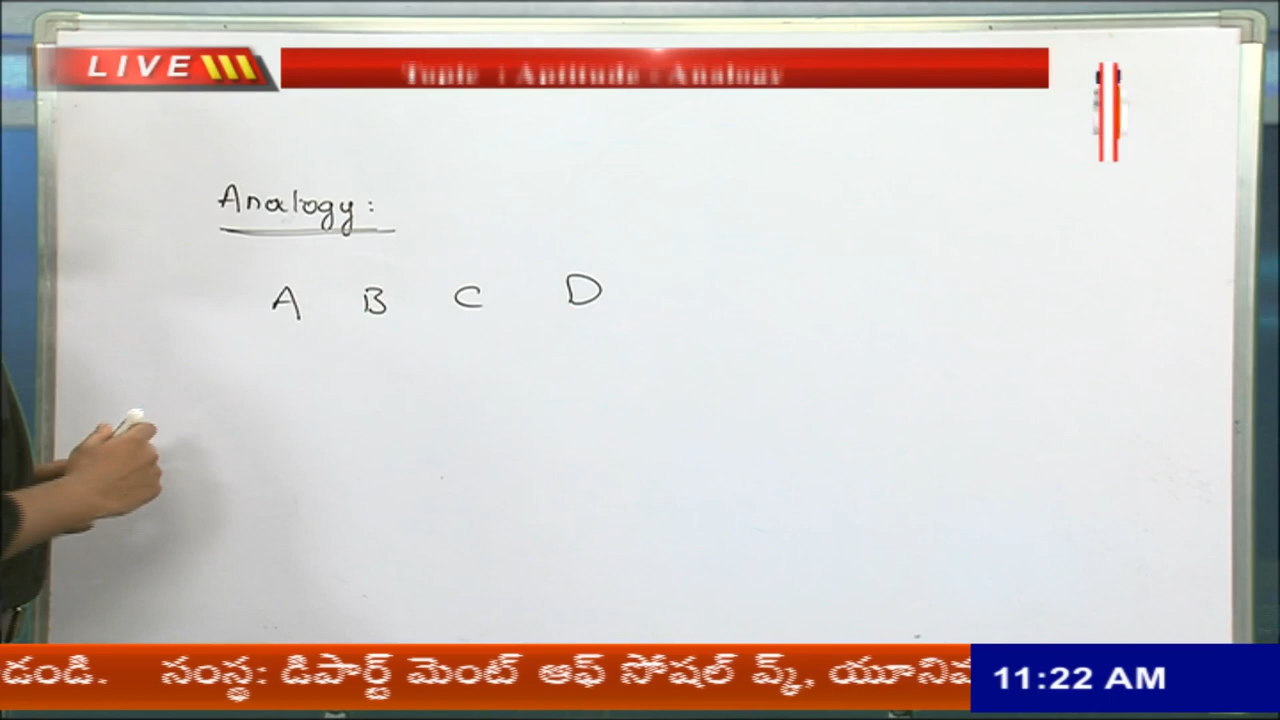 LIVE
Topic : Aptitude : Analogy
Analogy:
A B C D
డండి. సంస్థ: డిపార్ట్ మెంట్ ఆఫ్ సోషల్ వ్క్, యూనివ
11:22 AM